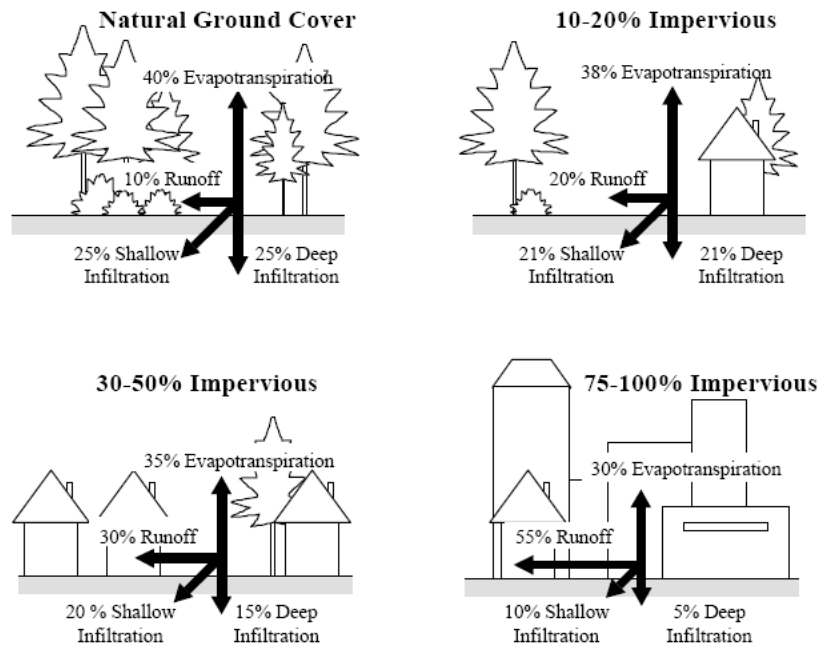 Natural Ground Cover
40% Evapotranspiration
10% Runoff
25% Shallow
Infiltration
25% Deep
Infiltration
10-20% Impervious
38% Evapotranspiration
20% Runoff
21% Shallow
Infiltration
21% Deep
Infiltration
30-50% Impervious
35% Evapotranspiration
30% Runoff
20 % Shallow
Infiltration
15% Deep
Infiltration
75-100% Impervious
30% Evapotranspiration
55% Runoff
10% Shallow
Infiltration
5% Deep
Infiltration